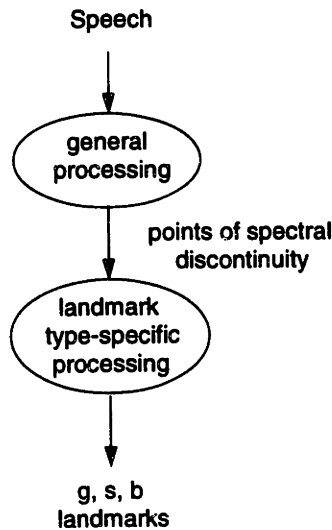 Speech
general
processing
points of spectral
discontinuity
landmark
type-specific
processing
g, s, b
landmarks